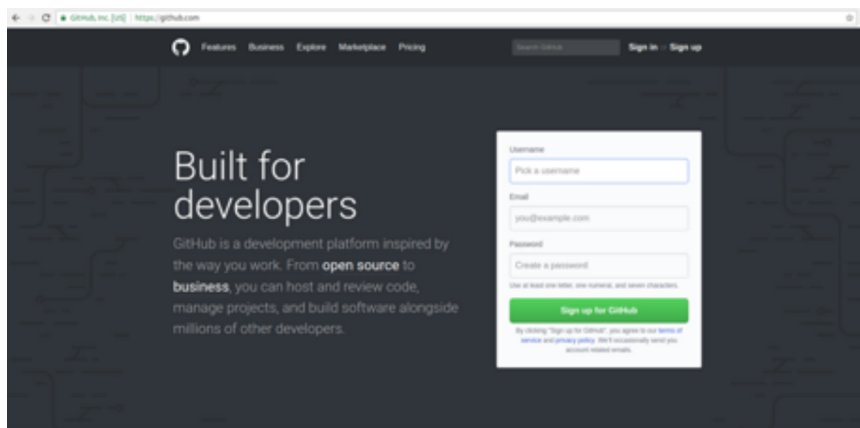 GitHub, Inc. [US] https://github.com
Features Business Explore Marketplace Pricing Search GitHub Sign in or Sign up
Built for
developers
GitHub is a development platform inspired by
the way you work. From open source to
business, you can host and review code,
manage projects, and build software alongside
millions of other developers.
Username
Pick a username
Email
you@example.com
Password
Create a password
Use at least one letter, one numeral, and seven characters.
Sign up for GitHub
By clicking "Sign up for GitHub", you agree to our terms of
service and privacy policy. We'll occasionally send you
account related emails.